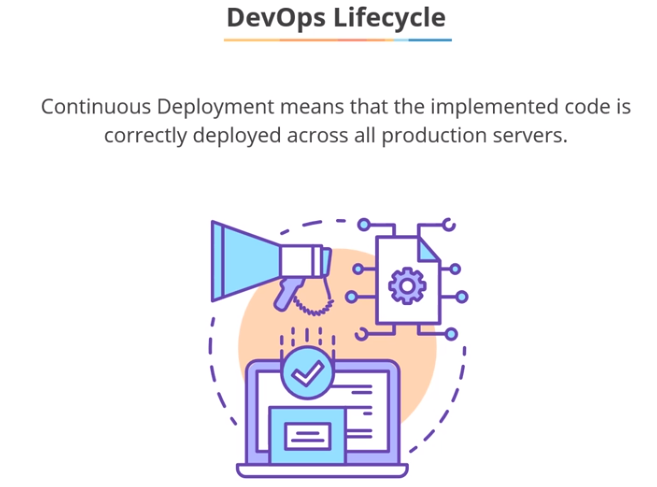 DevOps Lifecycle
Continuous Deployment means that the implemented code is
correctly deployed across all production servers.